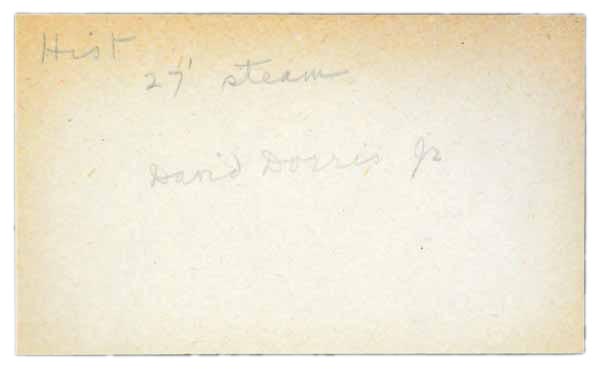 Hist
27' steam
David Dorris Jr